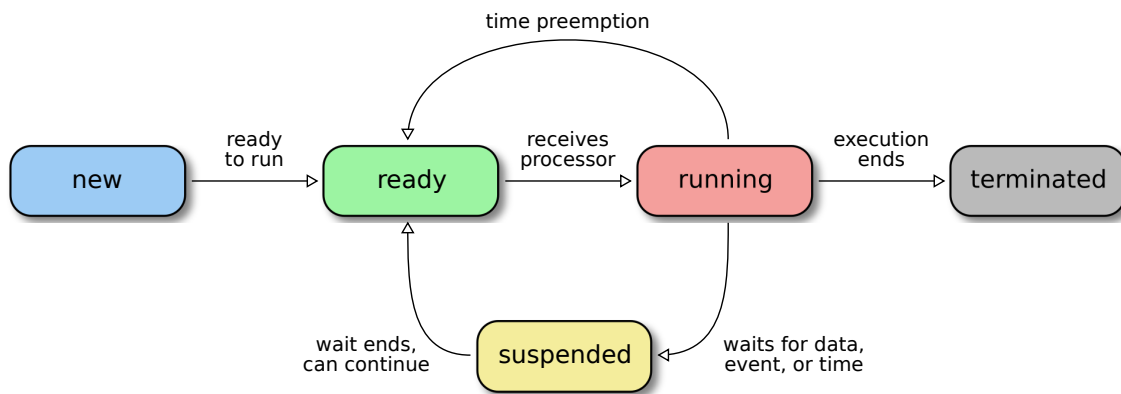 time preemption
ready
to run
receives
processor
execution
ends
new
ready
running
terminated
wait ends,
can continue
suspended
waits for data,
event, or time